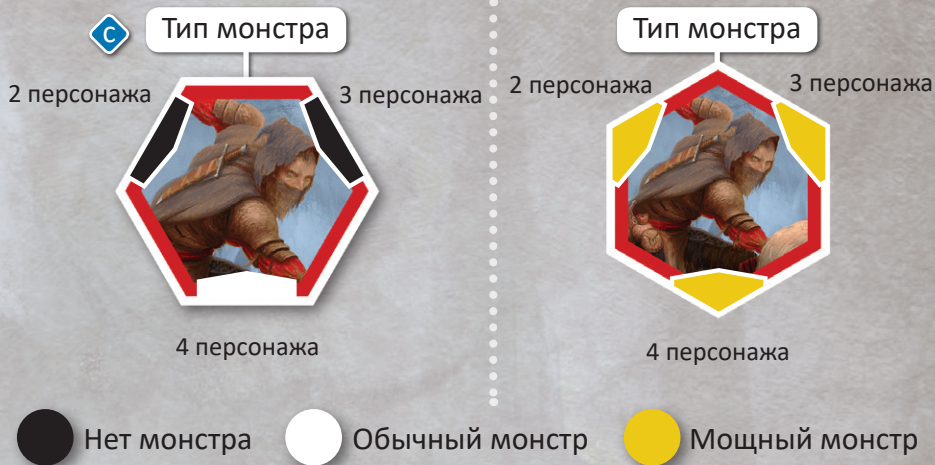 С
Тип монстра
2 персонажа
3 персонажа
4 персонажа
Тип монстра
2 персонажа
3 персонажа
4 персонажа
Нет монстра
Обычный монстр
Мощный монстр